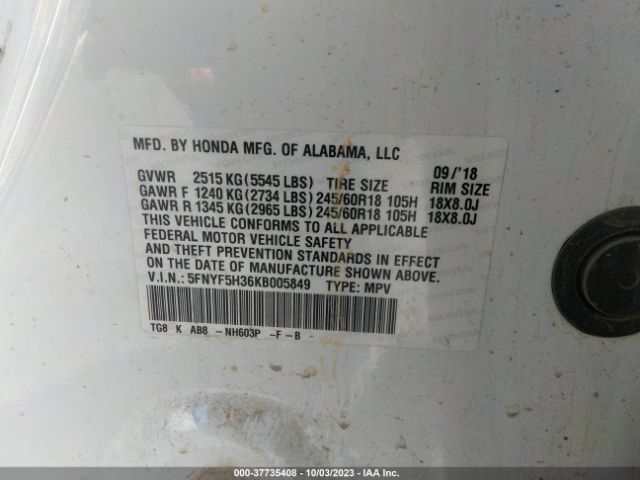 MFD. BY HONDA MFG. OF ALABAMA, LLC 09/'18
GVWR 2515 KG (5545 LBS) TIRE SIZE RIM SIZE
GAWR F 1240 KG (2734 LBS) 245/60R18 105H 18X8.0J
GAWR R 1345 KG (2965 LBS) 245/60R18 105H 18X8.0J
THIS VEHICLE CONFORMS TO ALL APPLICABLE
FEDERAL MOTOR VEHICLE SAFETY
AND THEFT PREVENTION STANDARDS IN EFFECT
ON THE DATE OF MANUFACTURE SHOWN ABOVE.
V.I.N.: 5FNYF5H36KB005849 TYPE: MPV
TG8 K AB8 -NH603P -F -B -
000-37735408 - 10/03/2023 - IAA Inc.